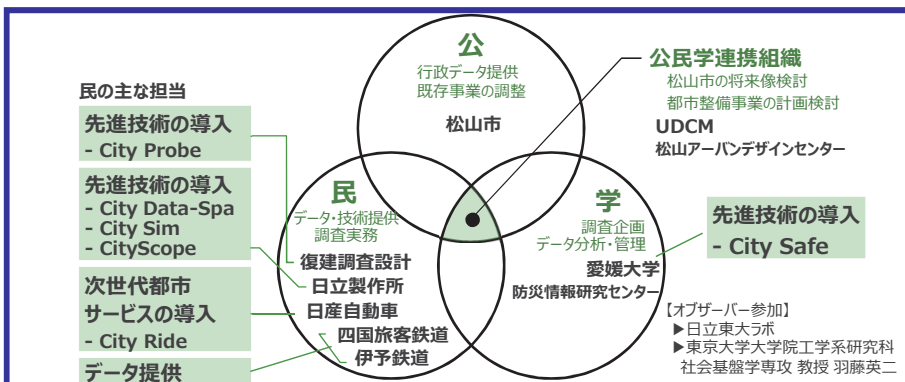 公
行政データ提供
既存事業の調整
松山市
公民学連携組織
松山市の将来像検討
都市整備事業の計画検討
UDCM
松山アーバンデザインセンター
民の主な担当
先進技術の導入
- City Probe
先進技術の導入
- City Data-Spa
- City Sim
- CityScope
次世代都市
サービスの導入
- City Ride
データ提供
民
データ・技術提供
調査実務
復建調査設計
日立製作所
日産自動車
四国旅客鉄道
伊予鉄道
学
調査企画
データ分析・管理
愛媛大学
防災情報研究センター
先進技術の導入
- City Safe
【オブザーバー参加】
▶日立東大ラボ
▶東京大学大学院工学系研究科
社会基盤学専攻 教授 羽藤英二